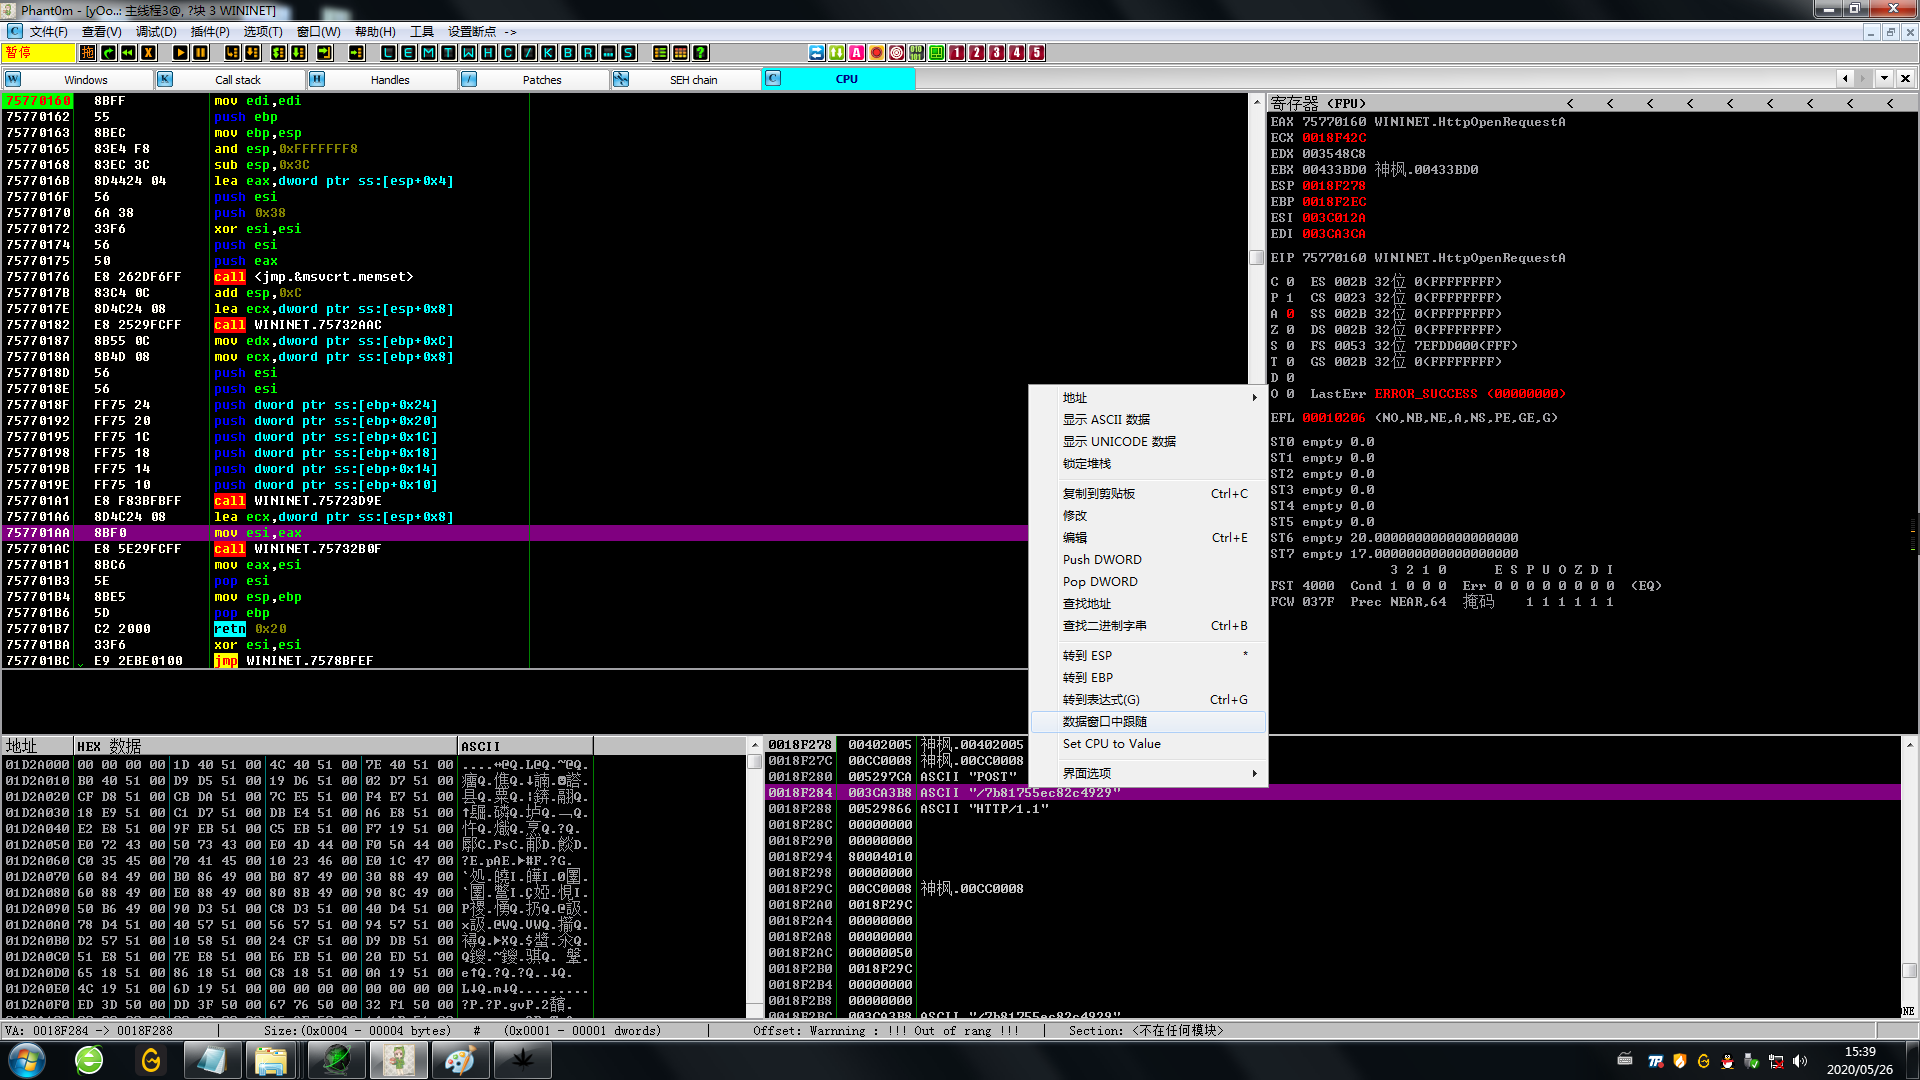 Phant0m - [yOo..: 主线程3@, ?块 3 WININET]
文件(F) 查看(V) 调试(D) 插件(P) 选项(T) 窗口(W) 帮助(H) 工具 设置断点 ->
暂停 拖 L E M T W H C / K B R ... S 1 2 3 4 5
Windows Call stack Handles Patches SEH chain CPU
75770160 8BFF mov edi,edi
75770162 55 push ebp
75770163 8BEC mov ebp,esp
75770165 83E4 F8 and esp,0xFFFFFFF8
75770168 83EC 3C sub esp,0x3C
7577016B 8D4424 04 lea eax,dword ptr ss:[esp+0x4]
7577016F 56 push esi
75770170 6A 38 push 0x38
75770172 33F6 xor esi,esi
75770174 56 push esi
75770175 50 push eax
75770176 E8 262DF6FF call <jmp.&msvcrt.memset>
7577017B 83C4 0C add esp,0xC
7577017E 8D4C24 08 lea ecx,dword ptr ss:[esp+0x8]
75770182 E8 2529FCFF call WININET.75732AAC
75770187 8B55 0C mov edx,dword ptr ss:[ebp+0xC]
7577018A 8B4D 08 mov ecx,dword ptr ss:[ebp+0x8]
7577018D 56 push esi
7577018E 56 push esi
7577018F FF75 24 push dword ptr ss:[ebp+0x24]
75770192 FF75 20 push dword ptr ss:[ebp+0x20]
75770195 FF75 1C push dword ptr ss:[ebp+0x1C]
75770198 FF75 18 push dword ptr ss:[ebp+0x18]
7577019B FF75 14 push dword ptr ss:[ebp+0x14]
7577019E FF75 10 push dword ptr ss:[ebp+0x10]
757701A1 E8 F83BFBFF call WININET.75723D9E
757701A6 8D4C24 08 lea ecx,dword ptr ss:[esp+0x8]
757701AA 8BF0 mov esi,eax
757701AC E8 5E29FCFF call WININET.75732B0F
757701B1 8BC6 mov eax,esi
757701B3 5E pop esi
757701B4 8BE5 mov esp,ebp
757701B6 5D pop ebp
757701B7 C2 2000 retn 0x20
757701BA 33F6 xor esi,esi
757701BC E9 2EBE0100 jmp WININET.7578BFEF
寄存器 (FPU) < < < < < < < < <
EAX 75770160 WININET.HttpOpenRequestA
ECX 0018F42C
EDX 003548C8
EBX 00433BD0 神枫.00433BD0
ESP 0018F278
EBP 0018F2EC
ESI 003C012A
EDI 003CA3CA
EIP 75770160 WININET.HttpOpenRequestA
C 0 ES 002B 32位 0(FFFFFFFF)
P 1 CS 0023 32位 0(FFFFFFFF)
A 0 SS 002B 32位 0(FFFFFFFF)
Z 0 DS 002B 32位 0(FFFFFFFF)
S 0 FS 0053 32位 7EFDD000(FFF)
T 0 GS 002B 32位 0(FFFFFFFF)
D 0
O 0 LastErr ERROR_SUCCESS (00000000)
EFL 00010206 (NO,NB,NE,A,NS,PE,GE,G)
ST0 empty 0.0
ST1 empty 0.0
ST2 empty 0.0
ST3 empty 0.0
ST4 empty 0.0
ST5 empty 0.0
ST6 empty 20.000000000000000000
ST7 empty 17.000000000000000000
3 2 1 0 E S P U O Z D I
FST 4000 Cond 1 0 0 0 Err 0 0 0 0 0 0 0 0 (EQ)
FCW 037F Prec NEAR,64 掩码 1 1 1 1 1 1
地址
显示 ASCII 数据
显示 UNICODE 数据
锁定堆栈
复制到剪贴板 Ctrl+C
修改
编辑 Ctrl+E
Push DWORD
Pop DWORD
查找地址
查找二进制字串 Ctrl+B
转到 ESP *
转到 EBP
转到表达式(G) Ctrl+G
数据窗口中跟随
Set CPU to Value
界面选项
地址 HEX 数据 ASCII
01D2A000 00 00 00 00 1D 40 51 00 4C 40 51 00 7E 40 51 00
01D2A010 B0 40 51 00 D9 D5 51 00 19 D6 51 00 02 D7 51 00
01D2A020 CF D8 51 00 CB DA 51 00 7C E5 51 00 F4 E7 51 00
01D2A030 18 E9 51 00 C1 D7 51 00 DB E4 51 00 A6 E8 51 00
01D2A040 E2 E8 51 00 9F EB 51 00 C5 EB 51 00 F7 19 51 00
01D2A050 E0 72 43 00 50 73 43 00 E0 4D 44 00 F0 5A 44 00
01D2A060 C0 35 45 00 70 41 45 00 10 23 46 00 E0 1C 47 00
01D2A070 60 84 49 00 B0 86 49 00 B0 87 49 00 30 88 49 00
01D2A080 60 88 49 00 E0 88 49 00 80 8B 49 00 90 8C 49 00
01D2A090 50 B6 49 00 90 D3 51 00 C8 D3 51 00 40 D4 51 00
01D2A0A0 78 D4 51 00 40 57 51 00 56 57 51 00 94 57 51 00
01D2A0B0 D2 57 51 00 10 58 51 00 24 CF 51 00 D9 DB 51 00
01D2A0C0 51 E8 51 00 7E E8 51 00 E6 EB 51 00 20 ED 51 00
01D2A0D0 65 18 51 00 86 18 51 00 C8 18 51 00 0A 19 51 00
01D2A0E0 4C 19 51 00 6D 19 51 00 00 00 00 00 00 00 00 00
01D2A0F0 ED 3D 50 00 DD 3F 50 00 67 76 50 00 32 F1 50 00
0018F278 00402005 神枫.00402005
0018F27C 00CC0008 神枫.00CC0008
0018F280 005297CA ASCII "POST"
0018F284 003CA3B8 ASCII "/7b81755ec82c4929"
0018F288 00529866 ASCII "HTTP/1.1"
0018F28C 00000000
0018F290 00000000
0018F294 80004010
0018F298 00000000
0018F29C 00CC0008 神枫.00CC0008
0018F2A0 0018F29C
0018F2A4 00000000
0018F2A8 00000000
0018F2AC 00000050
0018F2B0 0018F29C
0018F2B4 00000000
0018F2B8 00000000
0018F2BC 003CA3B8 ASCII "/7b81755ec82c4929"
VA: 0018F284 -> 0018F288 | Size:(0x0004 - 00004 bytes) # (0x0001 - 00001 dwords) | Offset: Warnning : !!! Out of rang !!! | Section: <不在任何模块>
15:39
2020/05/26